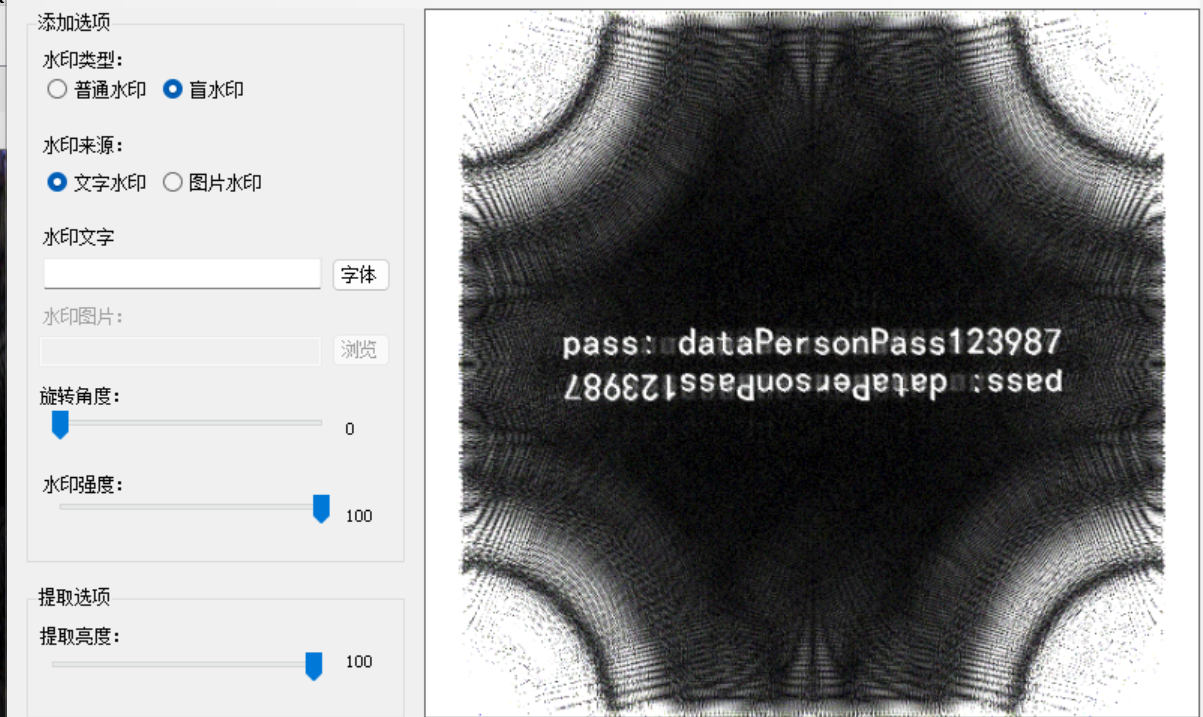 添加选项
水印类型:
普通水印 盲水印
水印来源:
文字水印 图片水印
水印文字
字体
水印图片:
浏览
旋转角度:
0
水印强度:
100
提取选项
提取亮度:
100
pass: dataPersonPass123987
pass: dataPersonPass123987